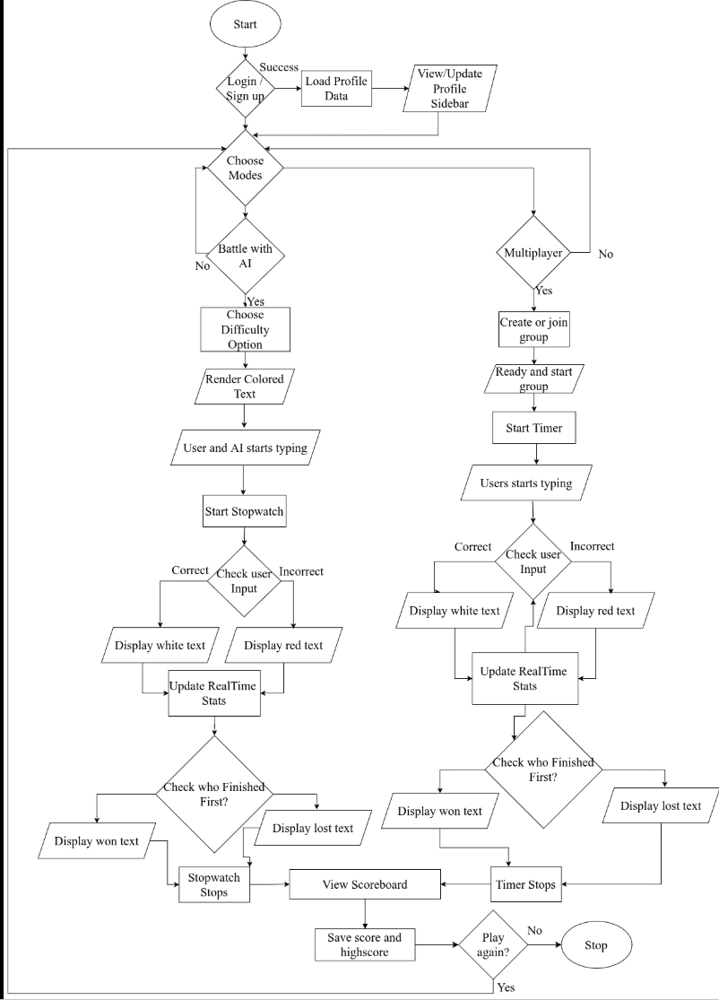 Start
Success
Login /
Sign up
Load Profile
Data
View/Update
Profile
Sidebar
Choose
Modes
Battle with
AI
No
Yes
Multiplayer
No
Yes
Choose
Difficulty
Option
Create or join
group
Render Colored
Text
Ready and start
group
User and AI starts typing
Start Timer
Users starts typing
Start Stopwatch
Correct
Check user
Input
Incorrect
Correct
Check user
Input
Incorrect
Display white text
Display red text
Display white text
Display red text
Update RealTime
Stats
Update RealTime
Stats
Check who Finished
First?
Check who Finished
First?
Display won text
Display lost text
Display won text
Display lost text
Stopwatch
Stops
View Scoreboard
Timer Stops
Save score and
highscore
Play
again?
No
Stop
Yes